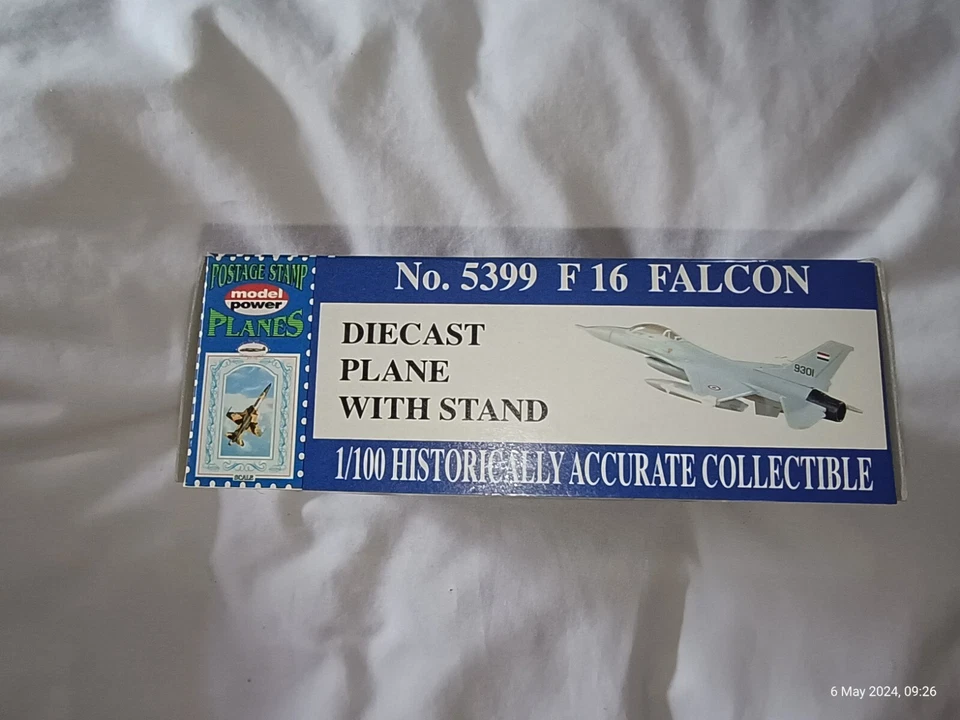 POSTAGE STAMP
model
power
PLANES
SCALE
No. 5399 F 16 FALCON
DIECAST
PLANE
WITH STAND
9301
1/100 HISTORICALLY ACCURATE COLLECTIBLE
6 May 2024, 09:26